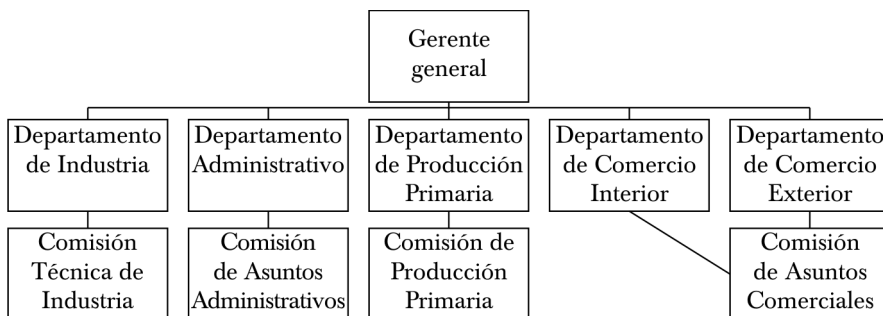 Gerente
general
Departamento
de Industria
Departamento
Administrativo
Departamento
de Producción
Primaria
Departamento
de Comercio
Interior
Departamento
de Comercio
Exterior
Comisión
Técnica de
Industria
Comisión
de Asuntos
Administrativos
Comisión de
Producción
Primaria
Comisión
de Asuntos
Comerciales